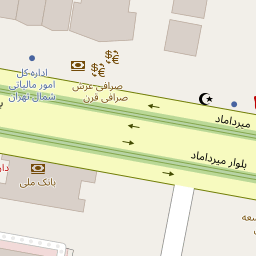 اداره کل
امور مالیاتی
شمال تهران
صرافی عرش
صرافی قرن
میرداماد
بلوار میرداماد
بانک ملی